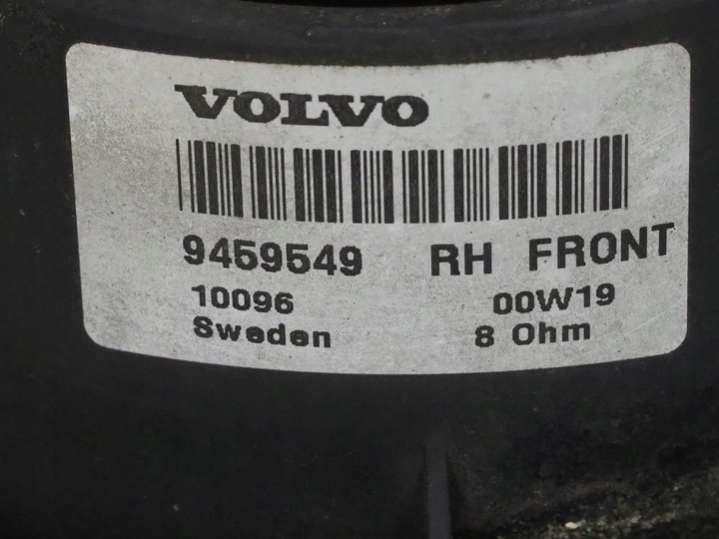 VOLVO
9459549 RH FRONT
10096 00W19
Sweden 8 Ohm